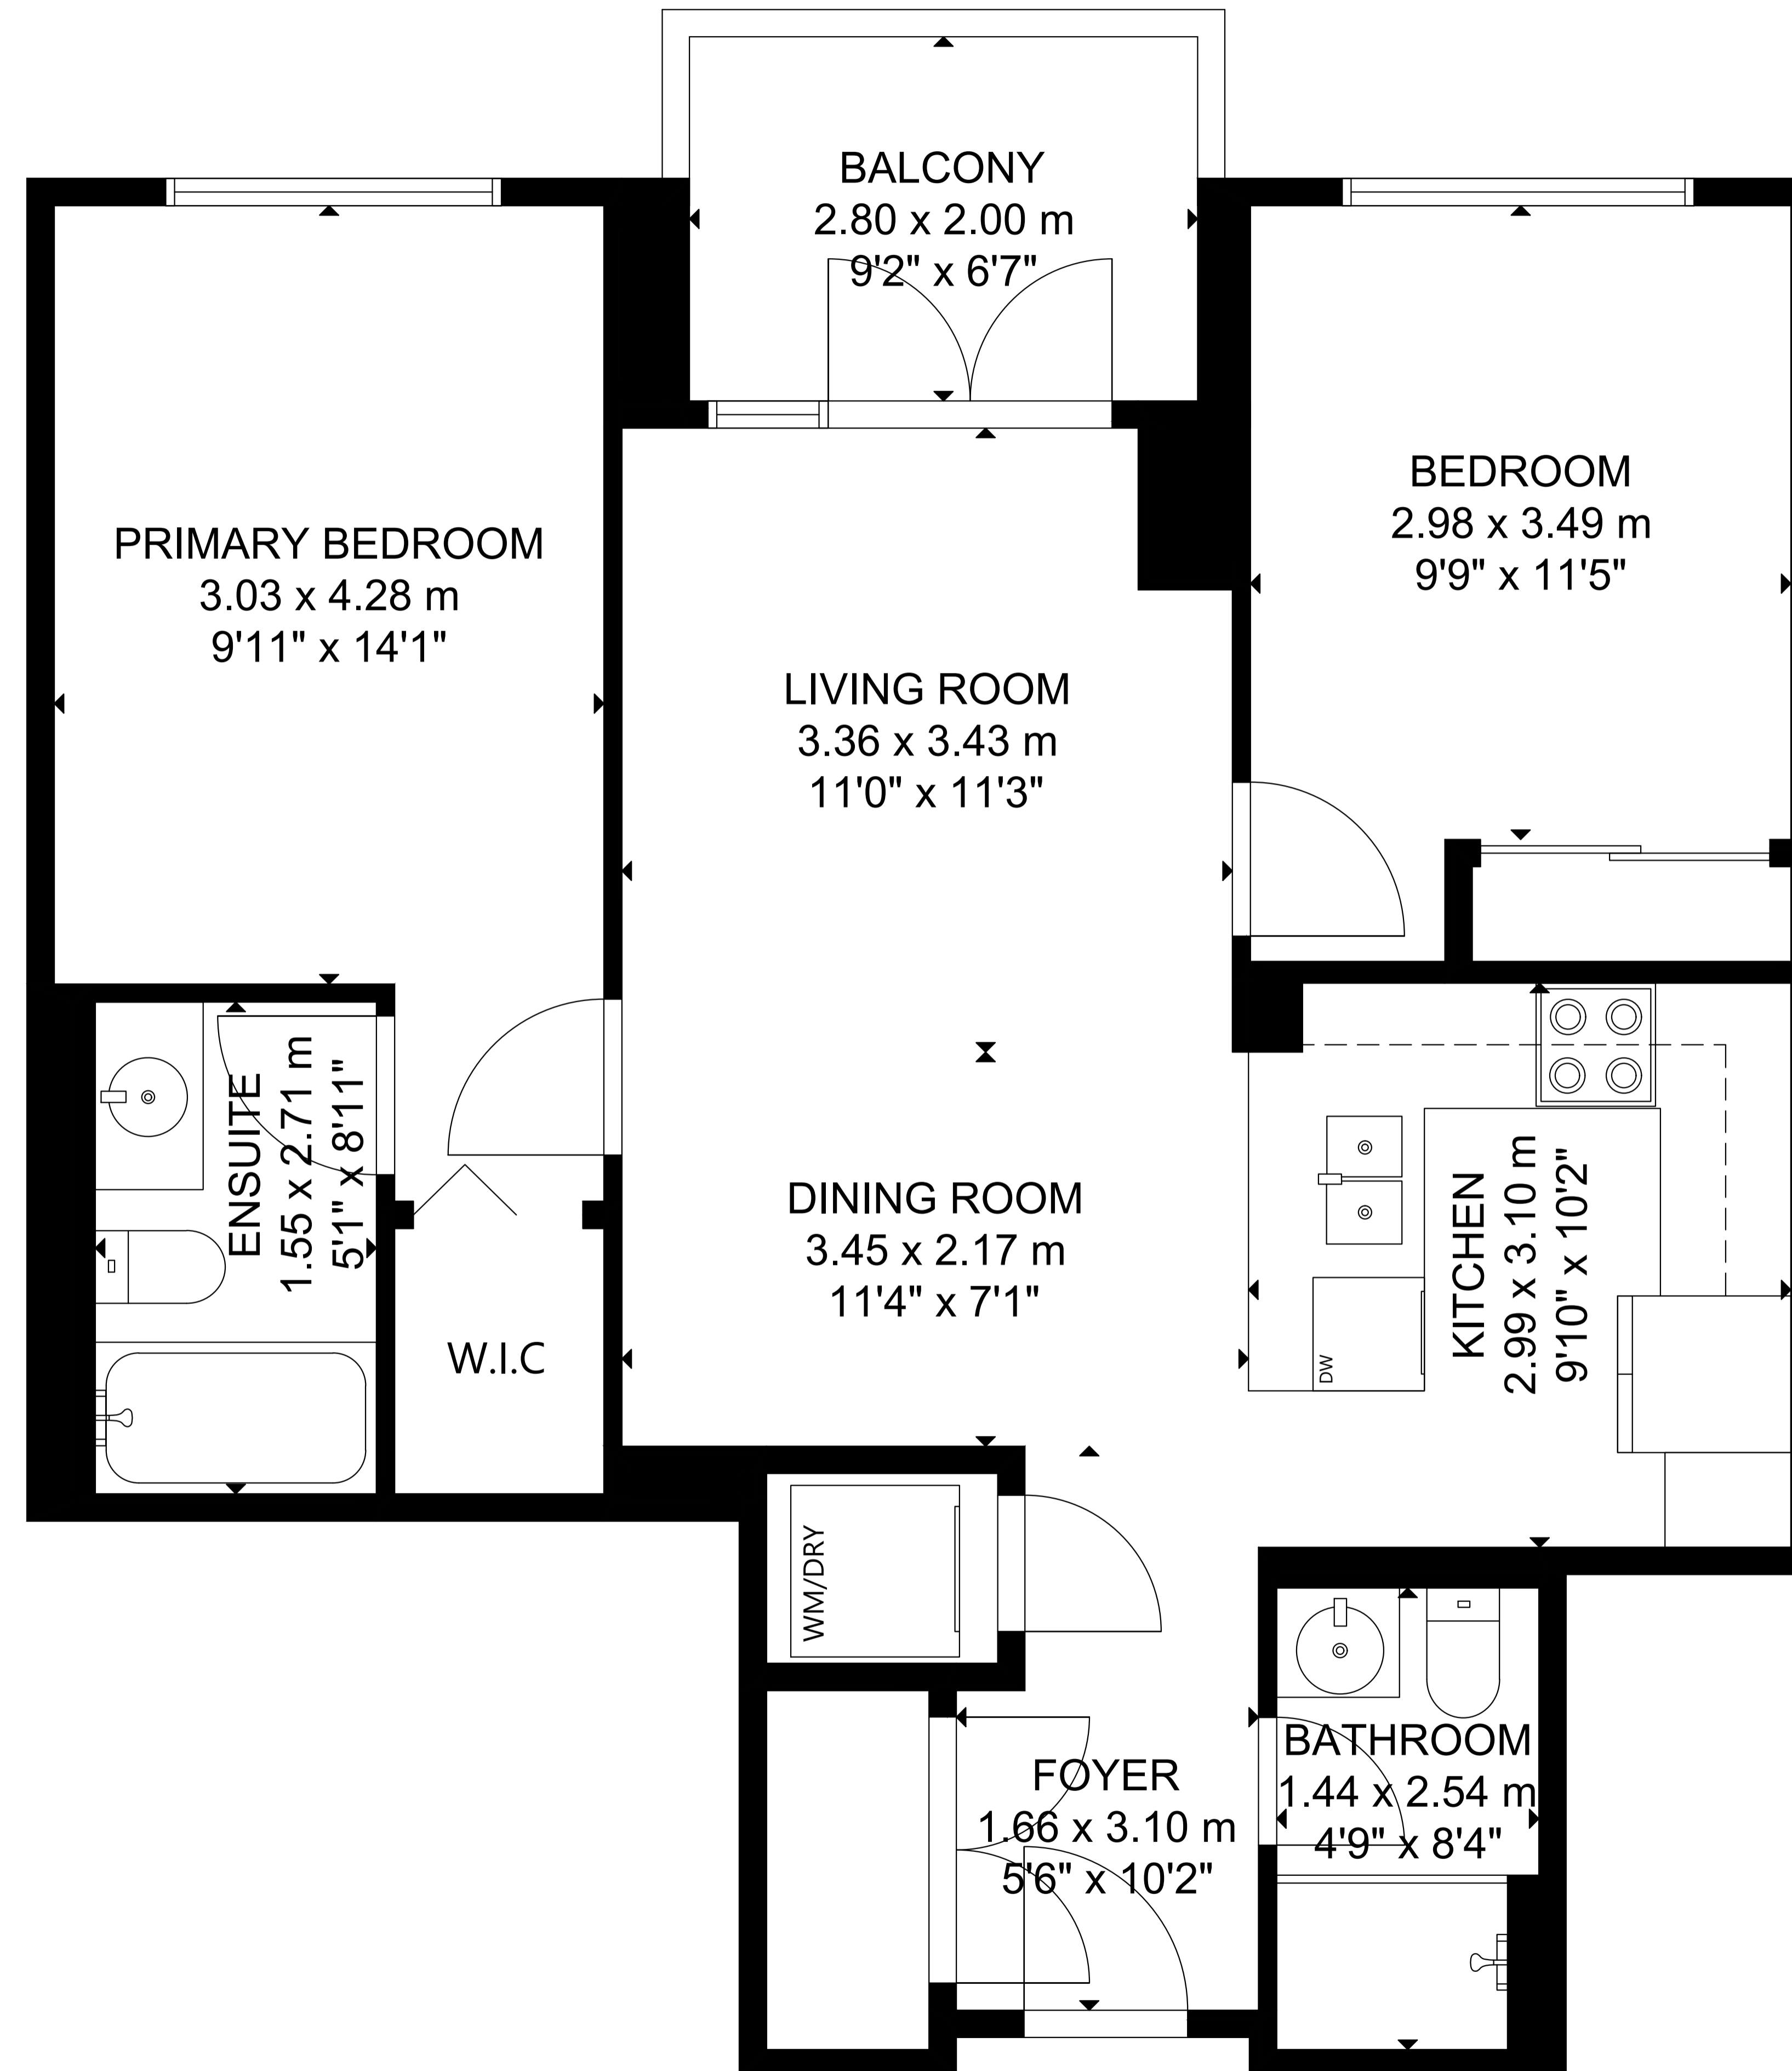 BALCONY
2.80 x 2.00 m
9'2" x 6'7"
PRIMARY BEDROOM
3.03 x 4.28 m
9'11" x 14'1"
BEDROOM
2.98 x 3.49 m
9'9" x 11'5"
LIVING ROOM
3.36 x 3.43 m
11'0" x 11'3"
ENSUITE
1.55 x 2.71 m
5'1" x 8'11"
W.I.C
DINING ROOM
3.45 x 2.17 m
11'4" x 7'1"
KITCHEN
2.99 x 3.10 m
9'10" x 10'2"
DW
WM/DRY
FOYER
1.66 x 3.10 m
5'6" x 10'2"
BATHROOM
1.44 x 2.54 m
4'9" x 8'4"